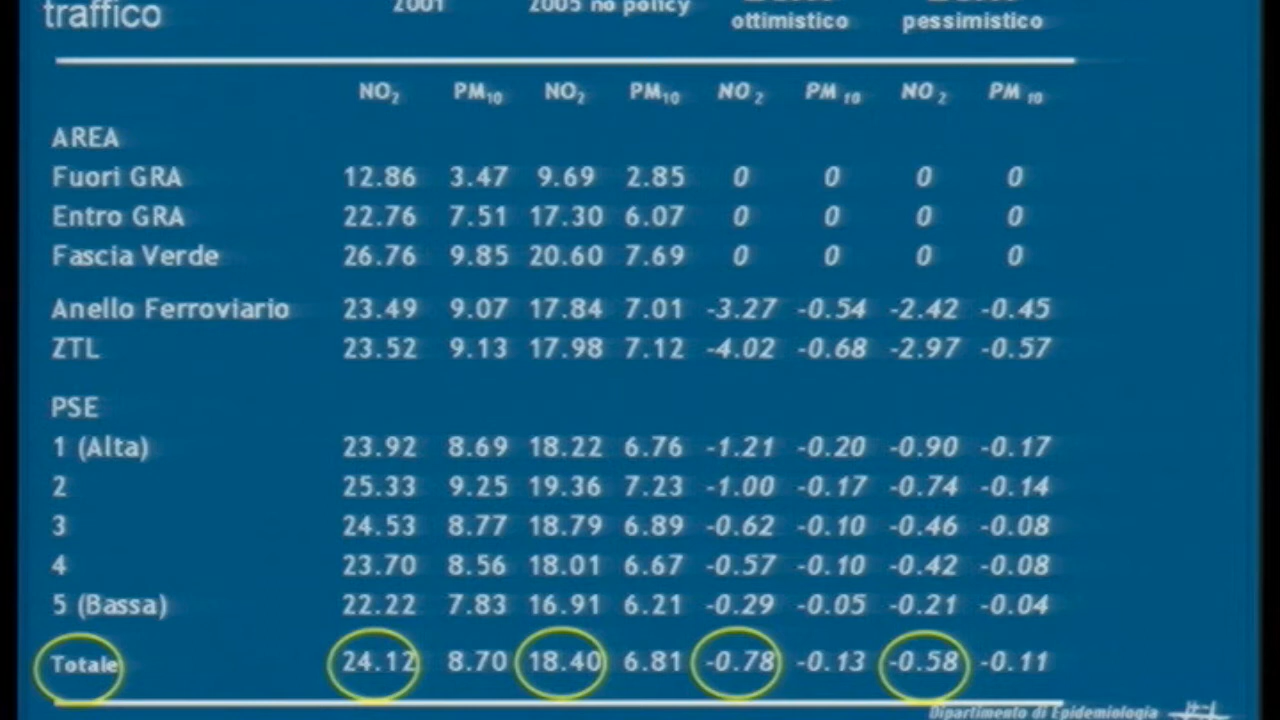 traffico
2001 2005 no policy
ottimistico pessimistico
NO2 PM10 NO2 PM10 NO2 PM10 NO2 PM10
AREA
Fuori GRA 12.86 3.47 9.69 2.85 0 0 0 0
Entro GRA 22.76 7.51 17.30 6.07 0 0 0 0
Fascia Verde 26.76 9.85 20.60 7.69 0 0 0 0
Anello Ferroviario 23.49 9.07 17.84 7.01 -3.27 -0.54 -2.42 -0.45
ZTL 23.52 9.13 17.98 7.12 -4.02 -0.68 -2.97 -0.57
PSE
1 (Alta) 23.92 8.69 18.22 6.76 -1.21 -0.20 -0.90 -0.17
2 25.33 9.25 19.36 7.23 -1.00 -0.17 -0.74 -0.14
3 24.53 8.77 18.79 6.89 -0.62 -0.10 -0.46 -0.08
4 23.70 8.56 18.01 6.67 -0.57 -0.10 -0.42 -0.08
5 (Bassa) 22.22 7.83 16.91 6.21 -0.29 -0.05 -0.21 -0.04
Totale 24.12 8.70 18.40 6.81 -0.78 -0.13 -0.58 -0.11
Dipartimento di Epidemiologia